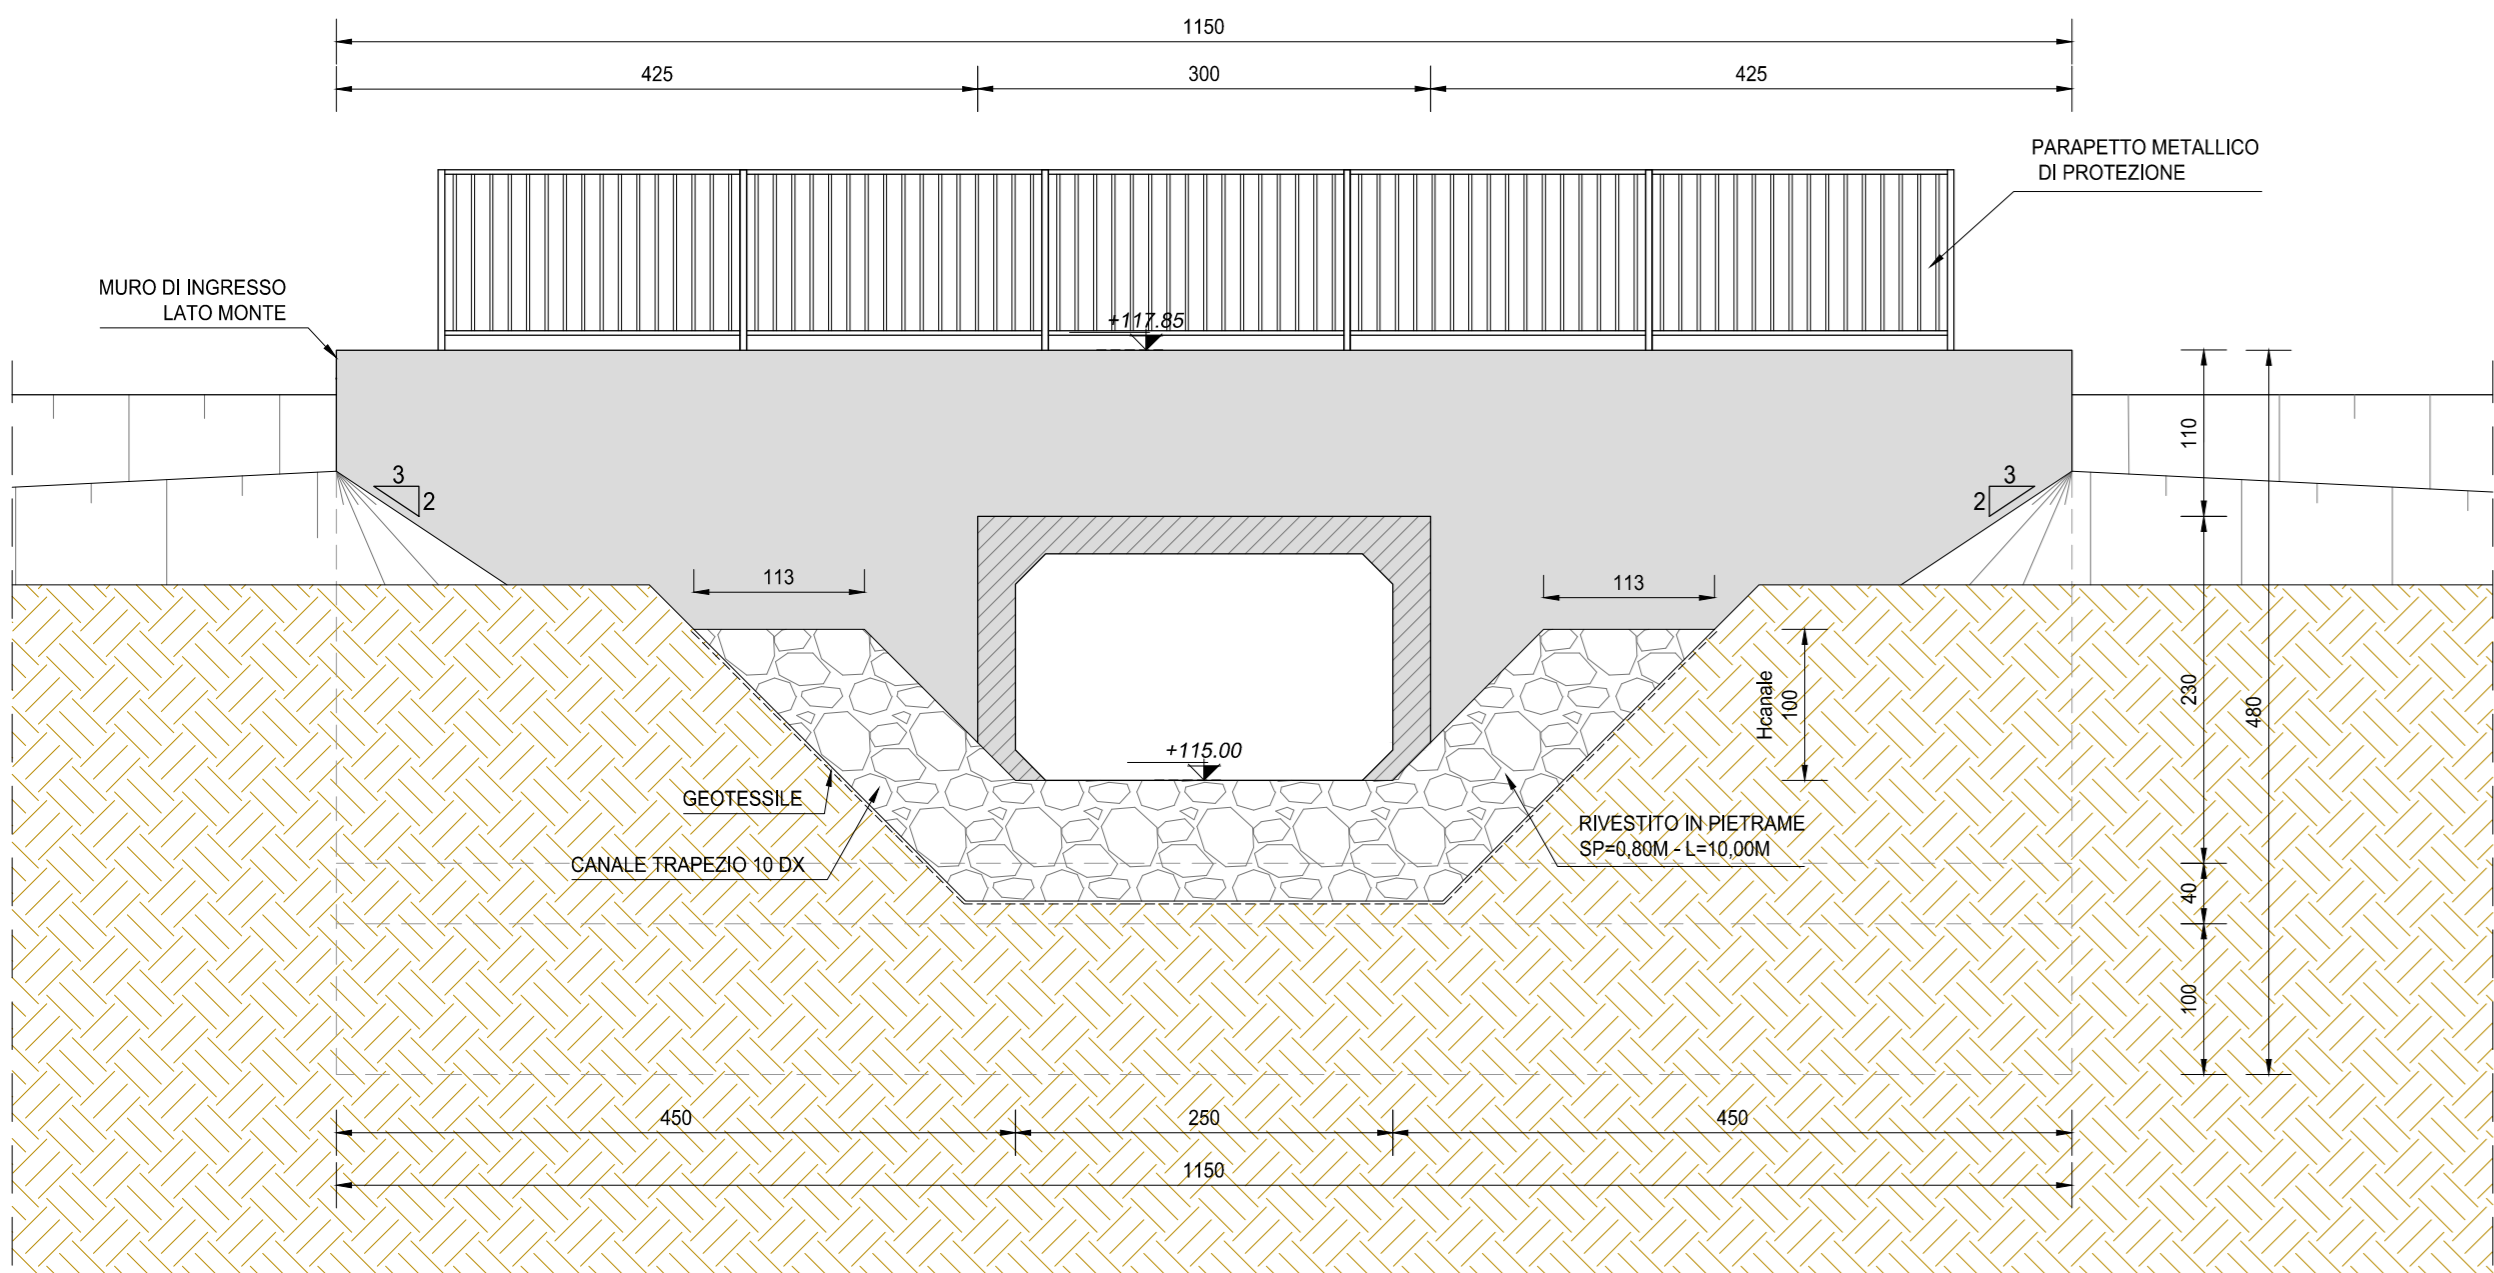 1150
425
300
425
PARAPETTO METALLICO
DI PROTEZIONE
MURO DI INGRESSO
LATO MONTE
+117.85
110
3
2
3
2
113
113
Hcanale
100
230
480
+115.00
GEOTESSILE
RIVESTITO IN PIETRAME
SP=0,80M - L=10,00M
CANALE TRAPEZIO 10 DX
40
100
450
250
450
1150